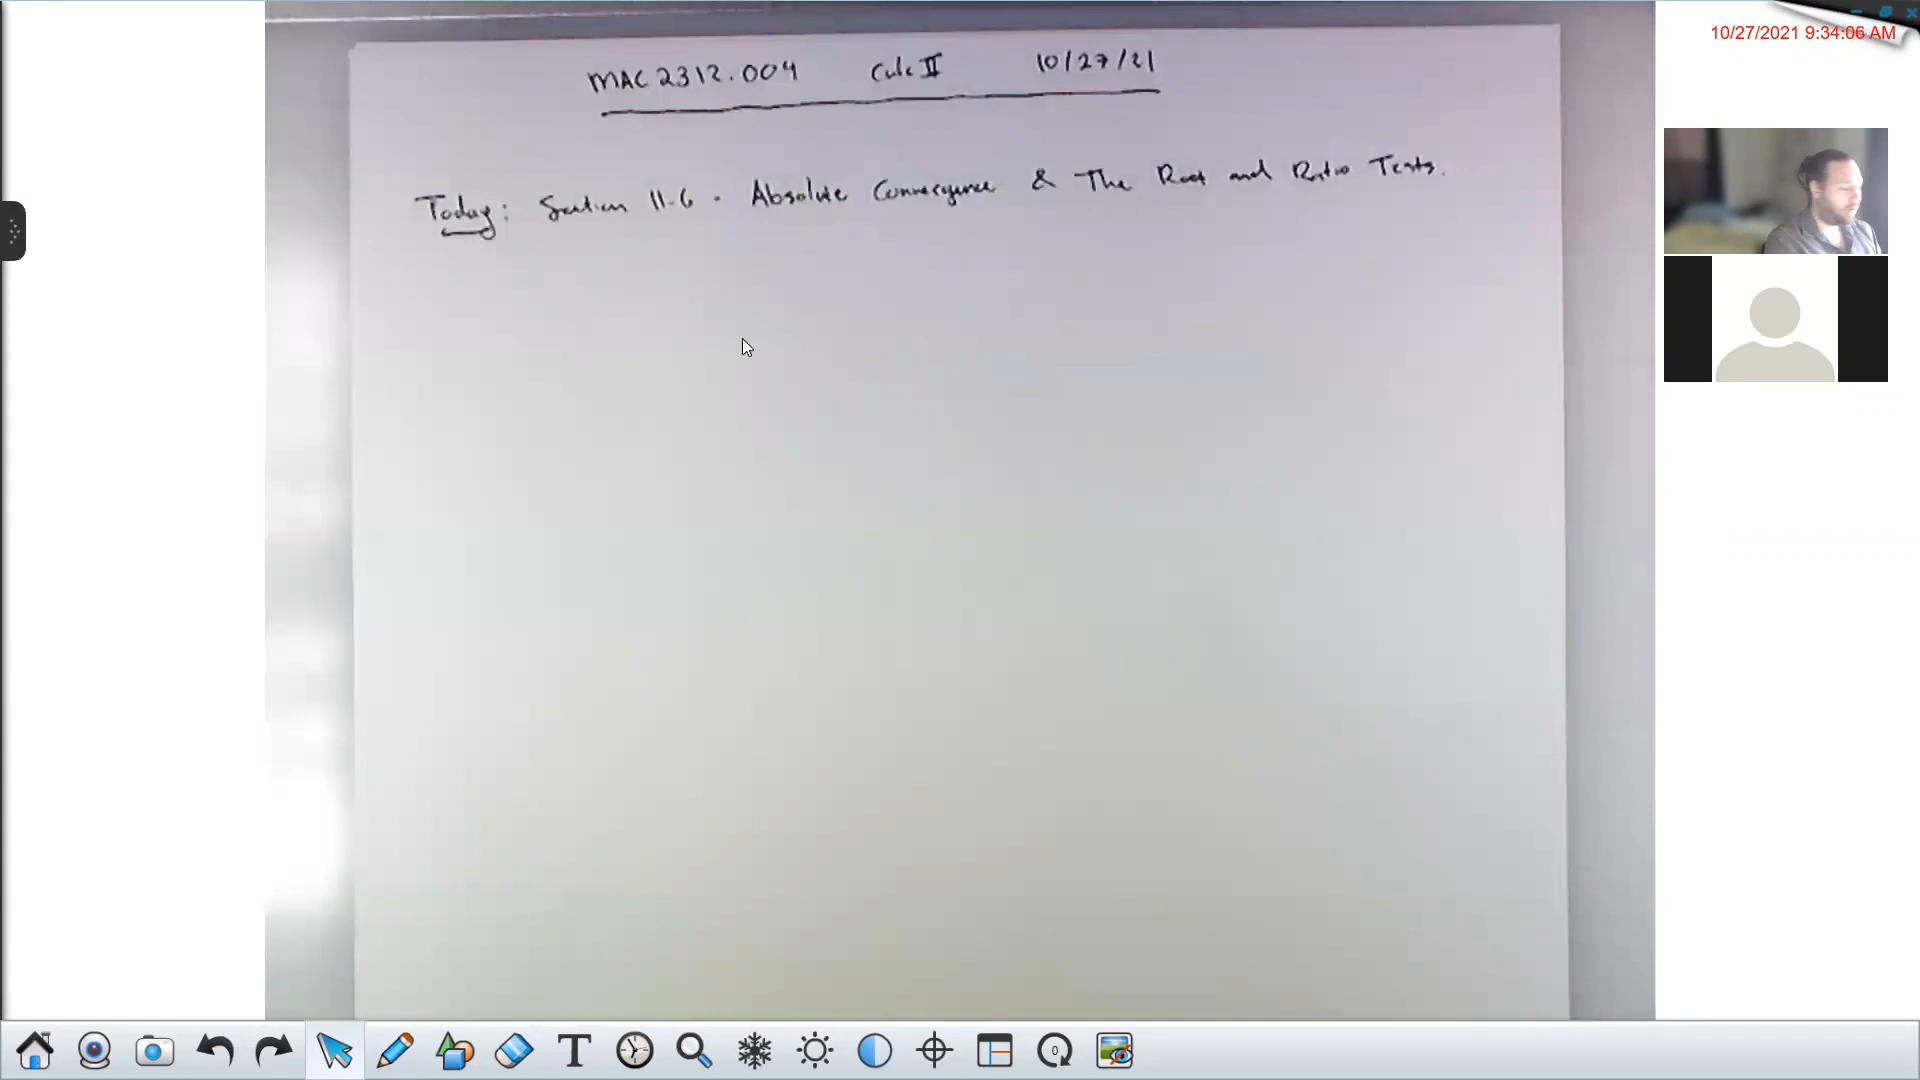 10/27/2021 9:34:06 AM
MAC 2312.004 Calc II 10/27/21
Today: Section 11.6 - Absolute Convergence & The Root and Ratio Tests.
T
0